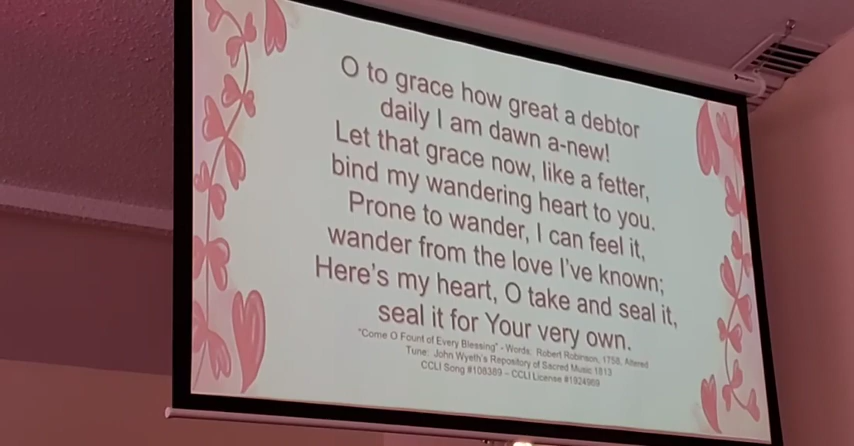 O to grace how great a debtor
daily I am dawn a-new!
Let that grace now, like a fetter,
bind my wandering heart to you.
Prone to wander, I can feel it,
wander from the love I've known;
Here's my heart, O take and seal it,
seal it for Your very own.
"Come O Fount of Every Blessing" - Words: Robert Robinson, 1758, Altered
Tune: John Wyeth's Repository of Sacred Music 1813
CCLI Song #108389 – CCLI License #1924969